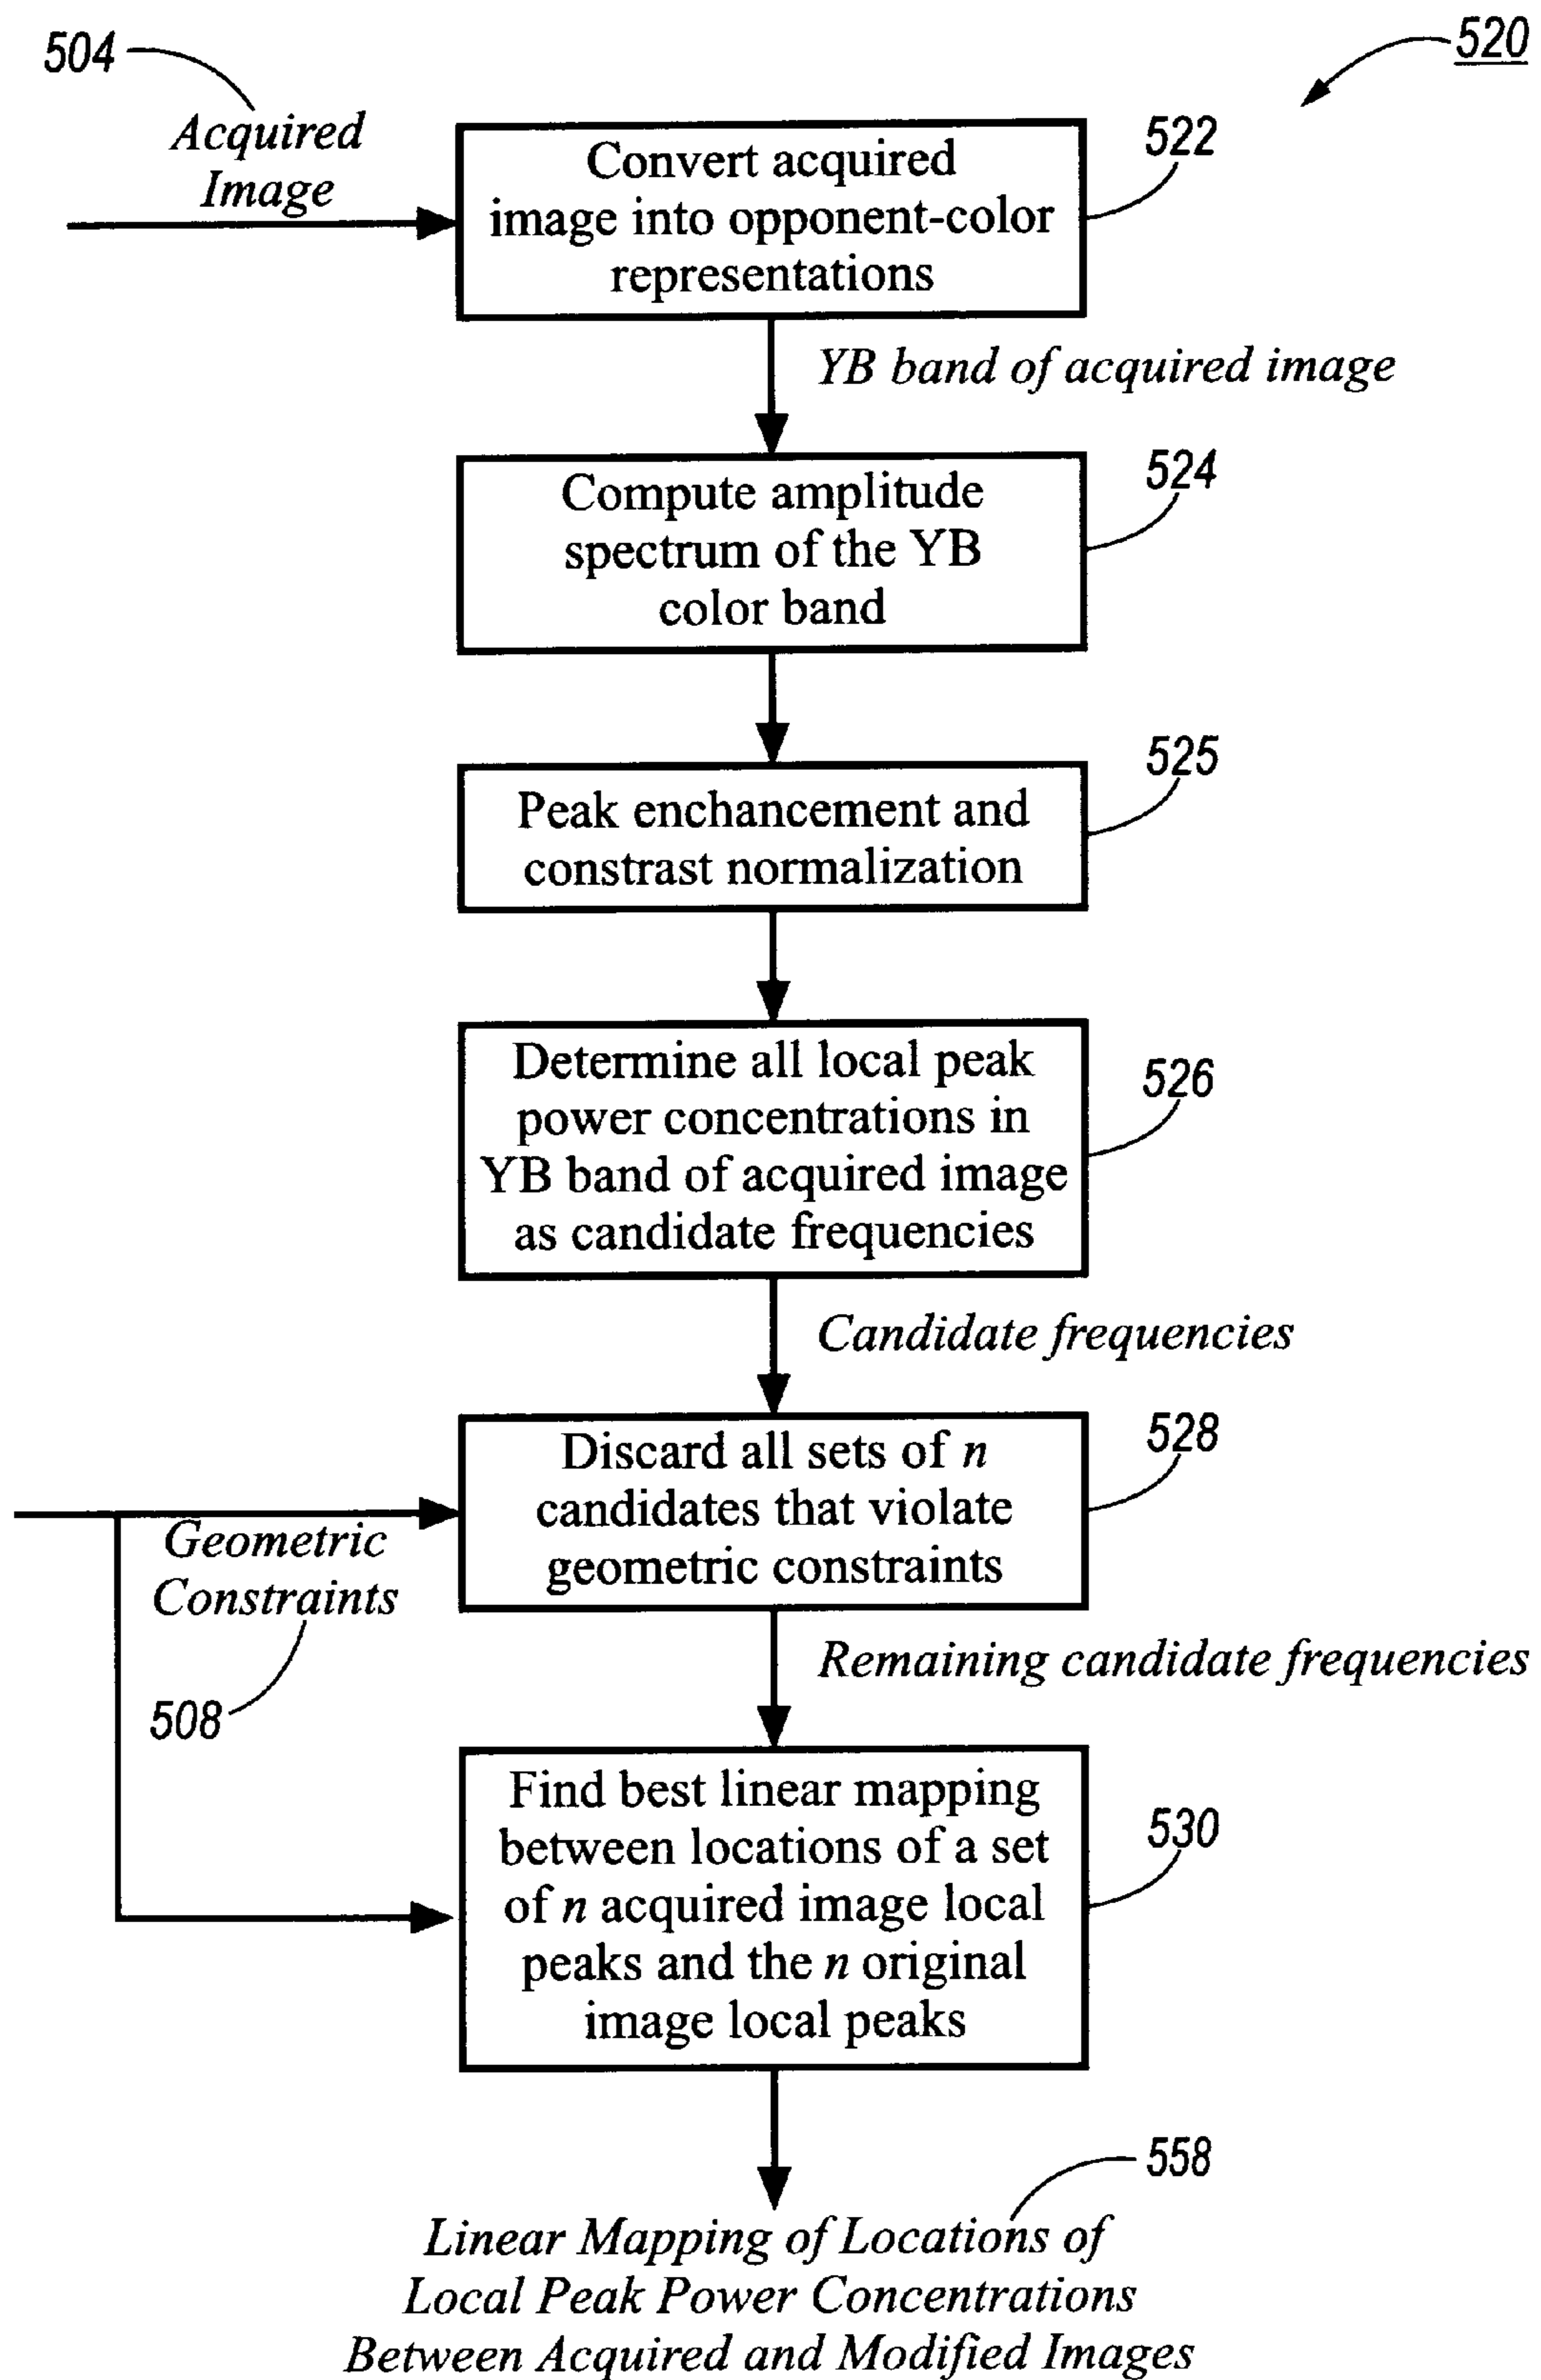 504
520
Acquired
Image
522
Convert acquired
image into opponent-color
representations
YB band of acquired image
524
Compute amplitude
spectrum of the YB
color band
525
Peak enchancement and
constrast normalization
526
Determine all local peak
power concentrations in
YB band of acquired image
as candidate frequencies
Candidate frequencies
528
Discard all sets of n
candidates that violate
geometric constraints
Geometric
Constraints
508
Remaining candidate frequencies
530
Find best linear mapping
between locations of a set
of n acquired image local
peaks and the n original
image local peaks
558
Linear Mapping of Locations of
Local Peak Power Concentrations
Between Acquired and Modified Images